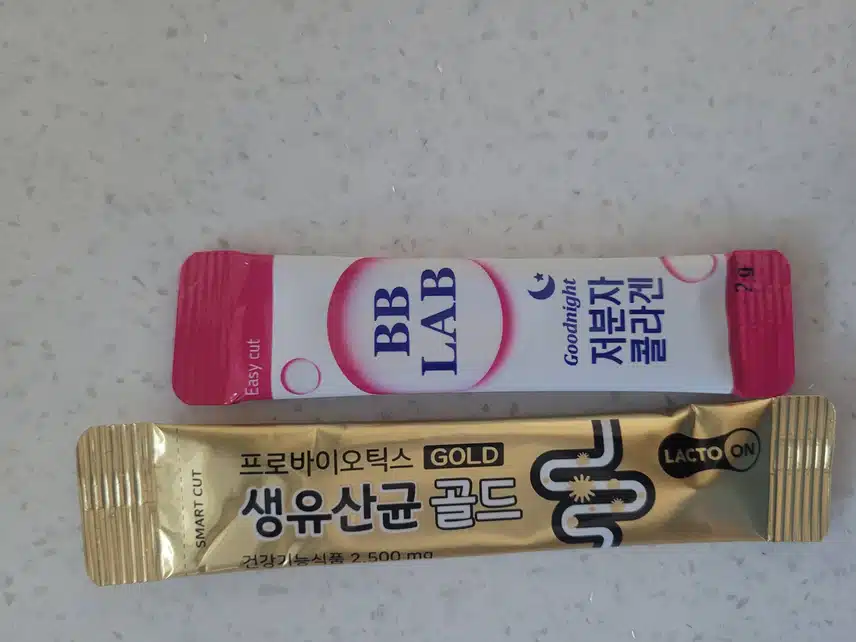 Easy cut
BB
LAB
Goodnight
저분자
콜라겐
2g
SMART CUT
프로바이오틱스 GOLD
생유산균 골드
건강기능식품 2,500 mg
LACTO ON